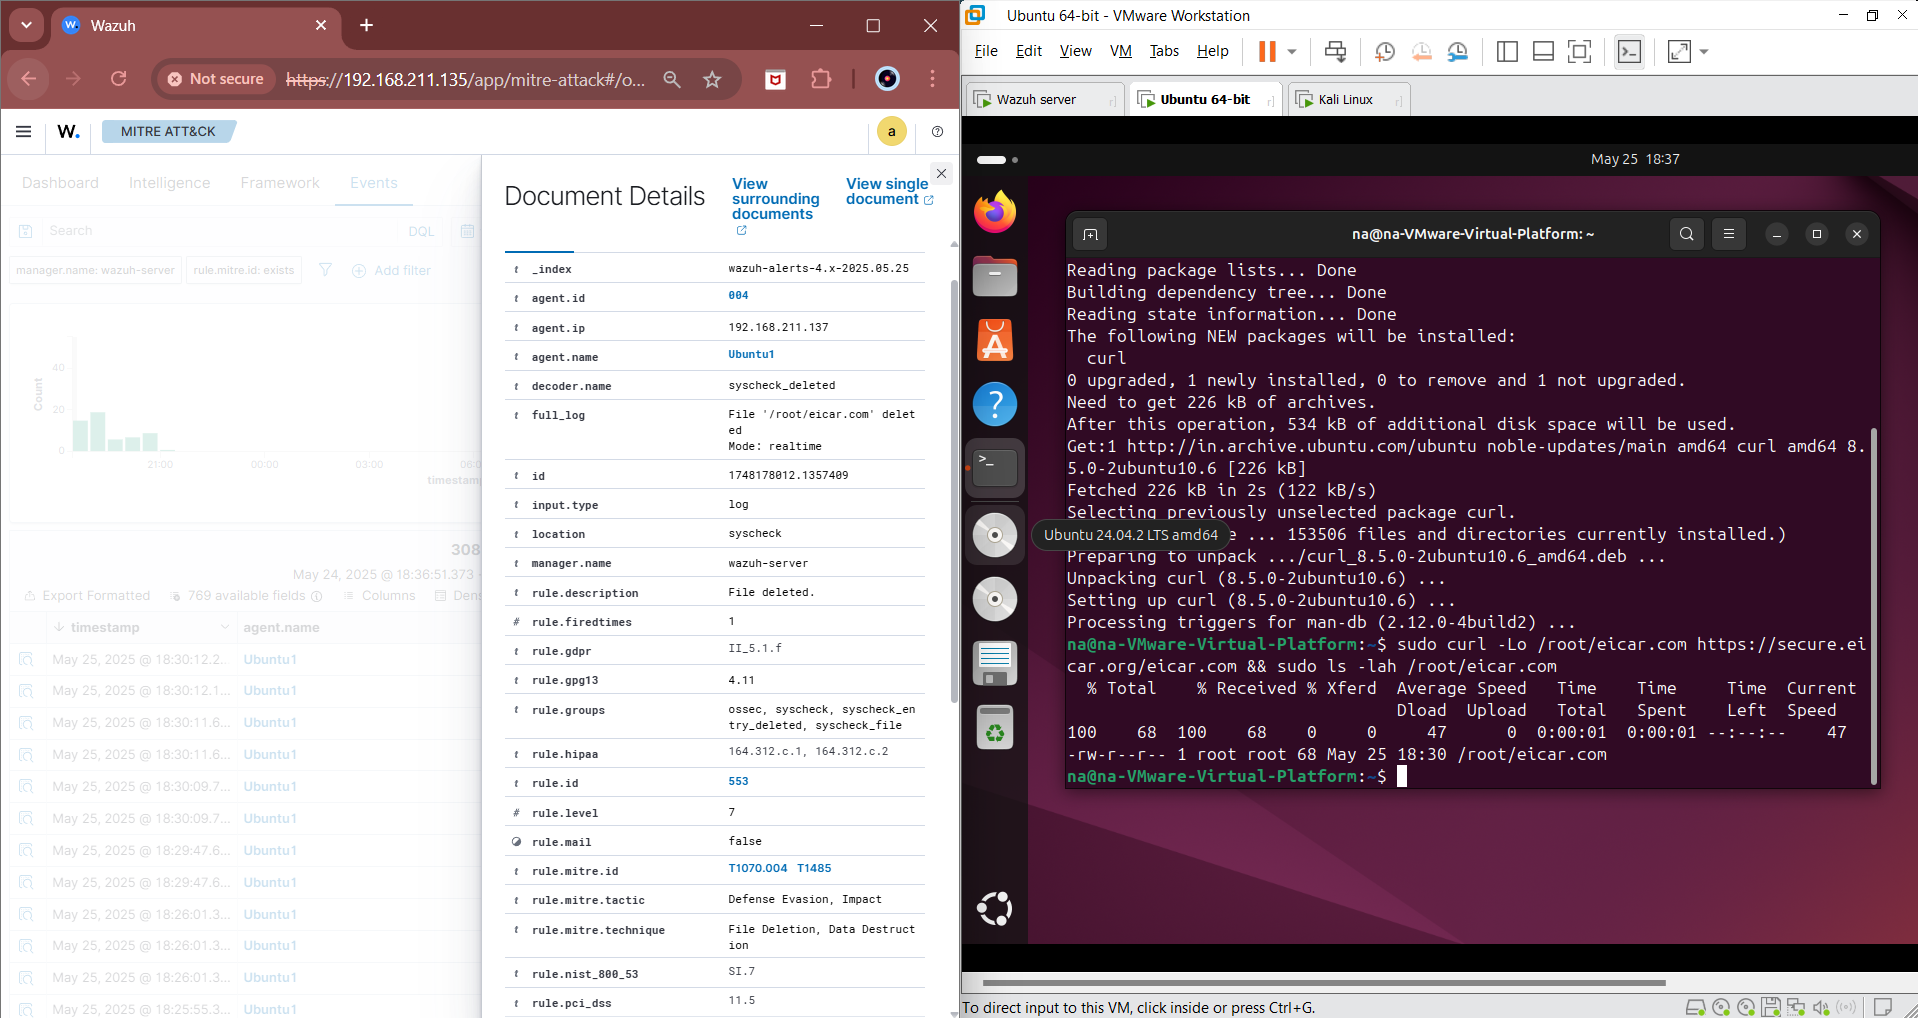 Wazuh
Not secure
https://192.168.211.135/app/mitre-attack#/o...
W.
MITRE ATT&CK
a
Dashboard
Intelligence
Framework
Events
Search
DQL
manager.name: wazuh-server
rule.mitre.id: exists
Add filter
Count
40
20
0
21:00
00:00
03:00
timestamp
308
May 24, 2025 @ 18:36:51.373 -
Export Formatted
769 available fields
Columns
Dens
timestamp
agent.name
May 25, 2025 @ 18:30:12.2... Ubuntu1
May 25, 2025 @ 18:30:12.1... Ubuntu1
May 25, 2025 @ 18:30:11.6... Ubuntu1
May 25, 2025 @ 18:30:11.6... Ubuntu1
May 25, 2025 @ 18:30:09.7... Ubuntu1
May 25, 2025 @ 18:30:09.7... Ubuntu1
May 25, 2025 @ 18:29:47.6... Ubuntu1
May 25, 2025 @ 18:29:47.6... Ubuntu1
May 25, 2025 @ 18:26:01.3... Ubuntu1
May 25, 2025 @ 18:26:01.3... Ubuntu1
May 25, 2025 @ 18:26:01.3... Ubuntu1
May 25, 2025 @ 18:25:55.3... Ubuntu1
Document Details
View surrounding documents
View single document
t _index wazuh-alerts-4.x-2025.05.25
t agent.id 004
t agent.ip 192.168.211.137
t agent.name Ubuntu1
t decoder.name syscheck_deleted
t full_log File '/root/eicar.com' delet
ed
Mode: realtime
t id 1748178012.1357409
t input.type log
t location syscheck
t manager.name wazuh-server
t rule.description File deleted.
# rule.firedtimes 1
t rule.gdpr II_5.1.f
t rule.gpg13 4.11
t rule.groups ossec, syscheck, syscheck_en
try_deleted, syscheck_file
t rule.hipaa 164.312.c.1, 164.312.c.2
t rule.id 553
# rule.level 7
rule.mail false
t rule.mitre.id T1070.004 T1485
t rule.mitre.tactic Defense Evasion, Impact
t rule.mitre.technique File Deletion, Data Destruct
ion
t rule.nist_800_53 SI.7
t rule.pci_dss 11.5
Ubuntu 64-bit - VMware Workstation
File Edit View VM Tabs Help
Wazuh server
Ubuntu 64-bit
Kali Linux
May 25 18:37
na@na-VMware-Virtual-Platform: ~
Reading package lists... Done
Building dependency tree... Done
Reading state information... Done
The following NEW packages will be installed:
curl
0 upgraded, 1 newly installed, 0 to remove and 1 not upgraded.
Need to get 226 kB of archives.
After this operation, 534 kB of additional disk space will be used.
Get:1 http://in.archive.ubuntu.com/ubuntu noble-updates/main amd64 curl amd64 8.
5.0-2ubuntu10.6 [226 kB]
Fetched 226 kB in 2s (122 kB/s)
Selecting previously unselected package curl.
Ubuntu 24.04.2 LTS amd64
e ... 153506 files and directories currently installed.)
Preparing to unpack .../curl_8.5.0-2ubuntu10.6_amd64.deb ...
Unpacking curl (8.5.0-2ubuntu10.6) ...
Setting up curl (8.5.0-2ubuntu10.6) ...
Processing triggers for man-db (2.12.0-4build2) ...
na@na-VMware-Virtual-Platform:~$ sudo curl -Lo /root/eicar.com https://secure.ei
car.org/eicar.com && sudo ls -lah /root/eicar.com
% Total % Received % Xferd Average Speed Time Time Time Current
Dload Upload Total Spent Left Speed
100 68 100 68 0 0 47 0 0:00:01 0:00:01 --:--:-- 47
-rw-r--r-- 1 root root 68 May 25 18:30 /root/eicar.com
na@na-VMware-Virtual-Platform:~$
To direct input to this VM, click inside or press Ctrl+G.